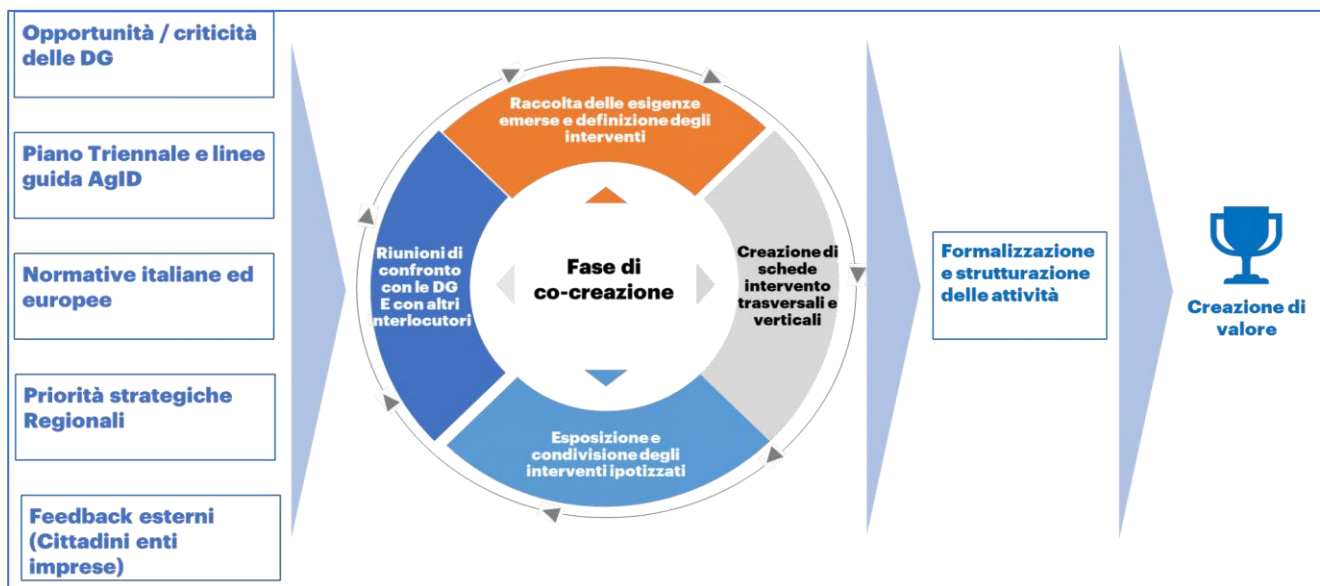 Opportunità / criticità
delle DG
Piano Triennale e linee
guida AgID
Normative italiane ed
europee
Priorità strategiche
Regionali
Feedback esterni
(Cittadini enti
imprese)
Raccolta delle esigenze
emerse e definizione degli
interventi
Riunioni di
confronto
con le DG
E con altri
interlocutori
Fase di
co-creazione
Creazione di
schede
intervento
trasversali e
verticali
Esposizione e
condivisione degli
interventi ipotizzati
Formalizzazione
e strutturazione
delle attività
Creazione di
valore